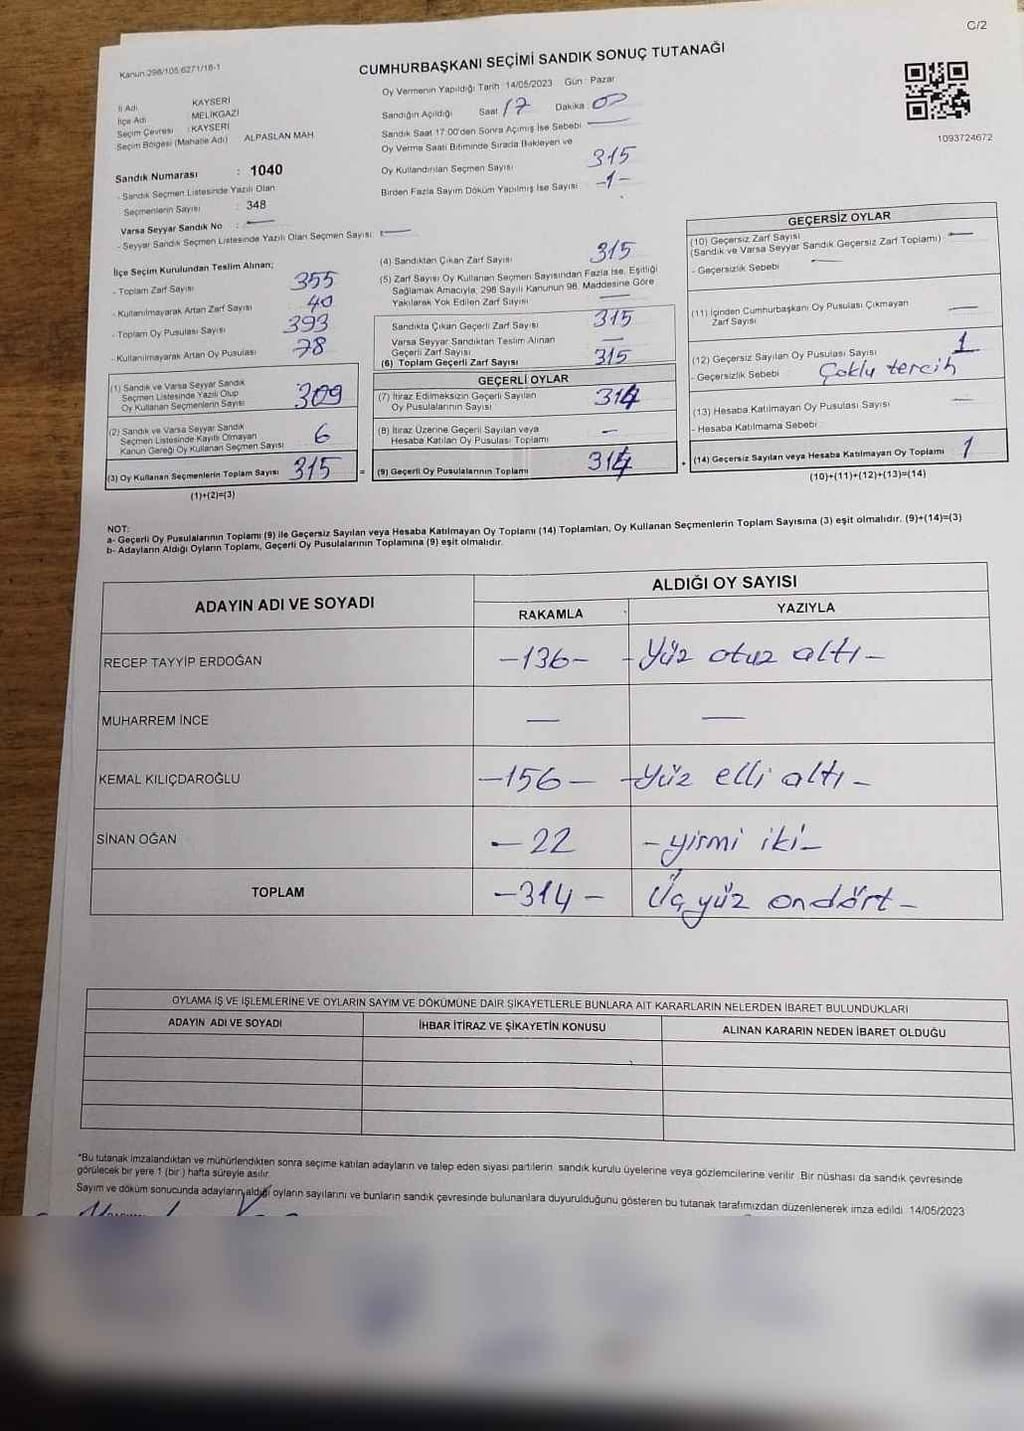 C/2
Kanun:298/105/6271/18-1
CUMHURBAŞKANI SEÇİMİ SANDIK SONUÇ TUTANAĞI
İl Adı KAYSERİ
İlçe Adı MELİKGAZİ
Seçim Çevresi : KAYSERİ
Seçim Bölgesi (Mahalle Adı) ALPASLAN MAH.
Oy Vermenin Yapıldığı Tarih :14/05/2023 Gün : Pazar
Sandığın Açıldığı Saat 17 Dakika : 00
Sandık Saat 17.00'den Sonra Açılmış İse Sebebi —
Oy Verme Saati Bitiminde Sırada Bekleyen ve
Oy Kullandırılan Seçmen Sayısı 315
Birden Fazla Sayım Döküm Yapılmış İse Sayısı -1-
1093724672
Sandık Numarası : 1040
- Sandık Seçmen Listesinde Yazılı Olan
Seçmenlerin Sayısı : 348
Varsa Seyyar Sandık No : —
- Seyyar Sandık Seçmen Listesinde Yazılı Olan Seçmen Sayısı: —
İlçe Seçim Kurulundan Teslim Alınan;
- Toplam Zarf Sayısı 355
- Kullanılmayarak Artan Zarf Sayısı 40
- Toplam Oy Pusulası Sayısı 393
- Kullanılmayarak Artan Oy Pusulası 78
(1) Sandık ve Varsa Seyyar Sandık
Seçmen Listesinde Yazılı Olup
Oy Kullanan Seçmenlerin Sayısı 309
(2) Sandık ve Varsa Seyyar Sandık
Seçmen Listesinde Kayıtlı Olmayan
Kanun Gereği Oy Kullanan Seçmen Sayısı 6
(3) Oy Kullanan Seçmenlerin Toplam Sayısı 315
(1)+(2)=(3)
(4) Sandıktan Çıkan Zarf Sayısı 315
(5) Zarf Sayısı Oy Kullanan Seçmen Sayısından Fazla İse, Eşitliği
Sağlamak Amacıyla, 298 Sayılı Kanunun 98. Maddesine Göre
Yakılarak Yok Edilen Zarf Sayısı —
Sandıkta Çıkan Geçerli Zarf Sayısı 315
Varsa Seyyar Sandıktan Teslim Alınan
Geçerli Zarf Sayısı —
(6) Toplam Geçerli Zarf Sayısı 315
GEÇERLİ OYLAR
(7) İtiraz Edilmeksizin Geçerli Sayılan
Oy Pusulalarının Sayısı 314
(8) İtiraz Üzerine Geçerli Sayılan veya
Hesaba Katılan Oy Pusulası Toplamı —
= (9) Geçerli Oy Pusulalarının Toplamı 314
GEÇERSİZ OYLAR
(10) Geçersiz Zarf Sayısı —
(Sandık ve Varsa Seyyar Sandık Geçersiz Zarf Toplamı)
- Geçersizlik Sebebi —
(11) İçinden Cumhurbaşkanı Oy Pusulası Çıkmayan
Zarf Sayısı —
(12) Geçersiz Sayılan Oy Pusulası Sayısı 1
- Geçersizlik Sebebi Çoklu tercih
(13) Hesaba Katılmayan Oy Pusulası Sayısı —
- Hesaba Katılmama Sebebi
(14) Geçersiz Sayılan veya Hesaba Katılmayan Oy Toplamı 1
(10)+(11)+(12)+(13)=(14)
NOT:
a- Geçerli Oy Pusulalarının Toplamı (9) ile Geçersiz Sayılan veya Hesaba Katılmayan Oy Toplamı (14) Toplamları, Oy Kullanan Seçmenlerin Toplam Sayısına (3) eşit olmalıdır. (9)+(14)=(3)
b- Adayların Aldığı Oyların Toplamı, Geçerli Oy Pusulalarının Toplamına (9) eşit olmalıdır.
ADAYIN ADI VE SOYADI
ALDIĞI OY SAYISI
RAKAMLA YAZIYLA
RECEP TAYYİP ERDOĞAN -136- -Yüz otuz altı-
MUHARREM İNCE — —
KEMAL KILIÇDAROĞLU -156- -Yüz elli altı-
SİNAN OĞAN -22 -yirmi iki-
TOPLAM -314- Üç yüz ondört-
OYLAMA İŞ VE İŞLEMLERİNE VE OYLARIN SAYIM VE DÖKÜMÜNE DAİR ŞİKAYETLERLE BUNLARA AİT KARARLARIN NELERDEN İBARET BULUNDUKLARI
ADAYIN ADI VE SOYADI İHBAR İTİRAZ VE ŞİKAYETİN KONUSU ALINAN KARARIN NEDEN İBARET OLDUĞU
*Bu tutanak imzalandıktan ve mühürlendikten sonra seçime katılan adayların ve talep eden siyasi partilerin sandık kurulu üyelerine veya gözlemcilerine verilir. Bir nüshası da sandık çevresinde
görülecek bir yere 1 (bir) hafta süreyle asılır.
Sayım ve döküm sonucunda adayların aldığı oyların sayılarını ve bunların sandık çevresinde bulunanlara duyurulduğunu gösteren bu tutanak tarafımızdan düzenlenerek imza edildi. 14/05/2023